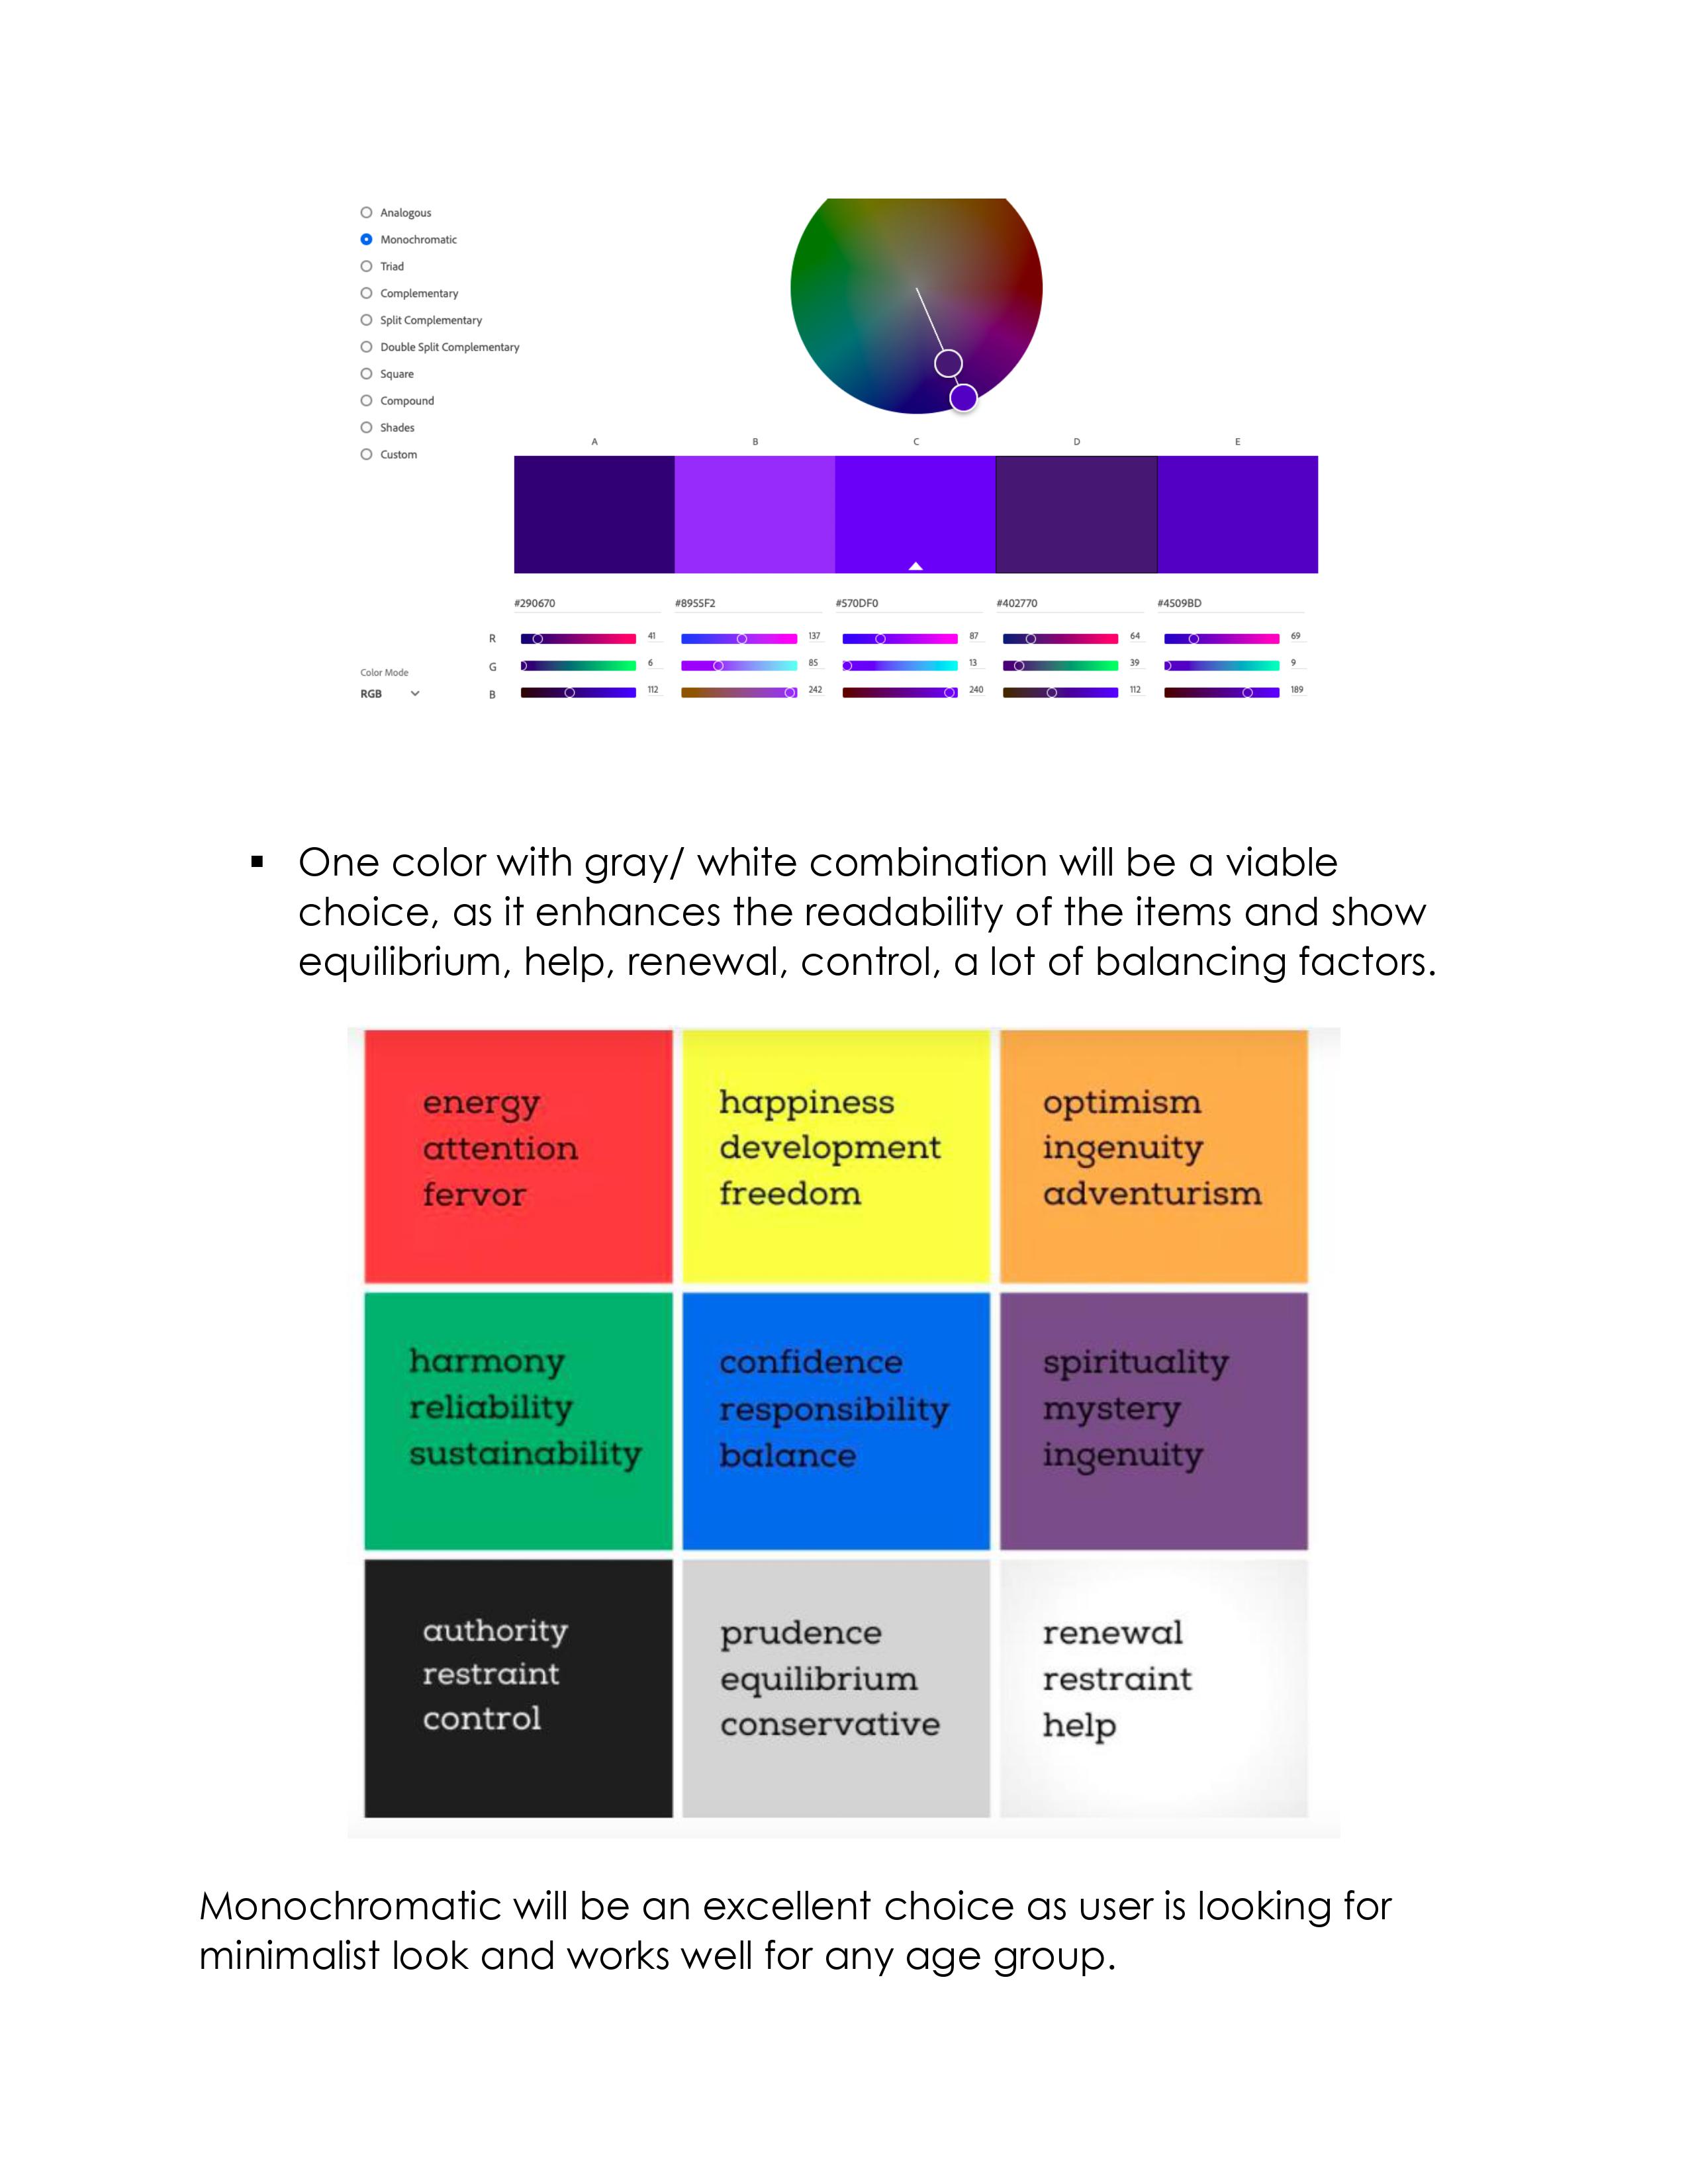 Analogous
Monochromatic
Triad
Complementary
Split Complementary
Double Split Complementary
Square
Compound
Shades
Custom
A B C D E
#290670 #8955F2 #570DF0 #402770 #4509BD
R 41 137 87 64 69
Color Mode
G 6 85 13 39 9
RGB
B 112 242 240 112 189
▪ One color with gray/ white combination will be a viable
choice, as it enhances the readability of the items and show
equilibrium, help, renewal, control, a lot of balancing factors.
energy
attention
fervor
happiness
development
freedom
optimism
ingenuity
adventurism
harmony
reliability
sustainability
confidence
responsibility
balance
spirituality
mystery
ingenuity
authority
restraint
control
prudence
equilibrium
conservative
renewal
restraint
help
Monochromatic will be an excellent choice as user is looking for
minimalist look and works well for any age group.